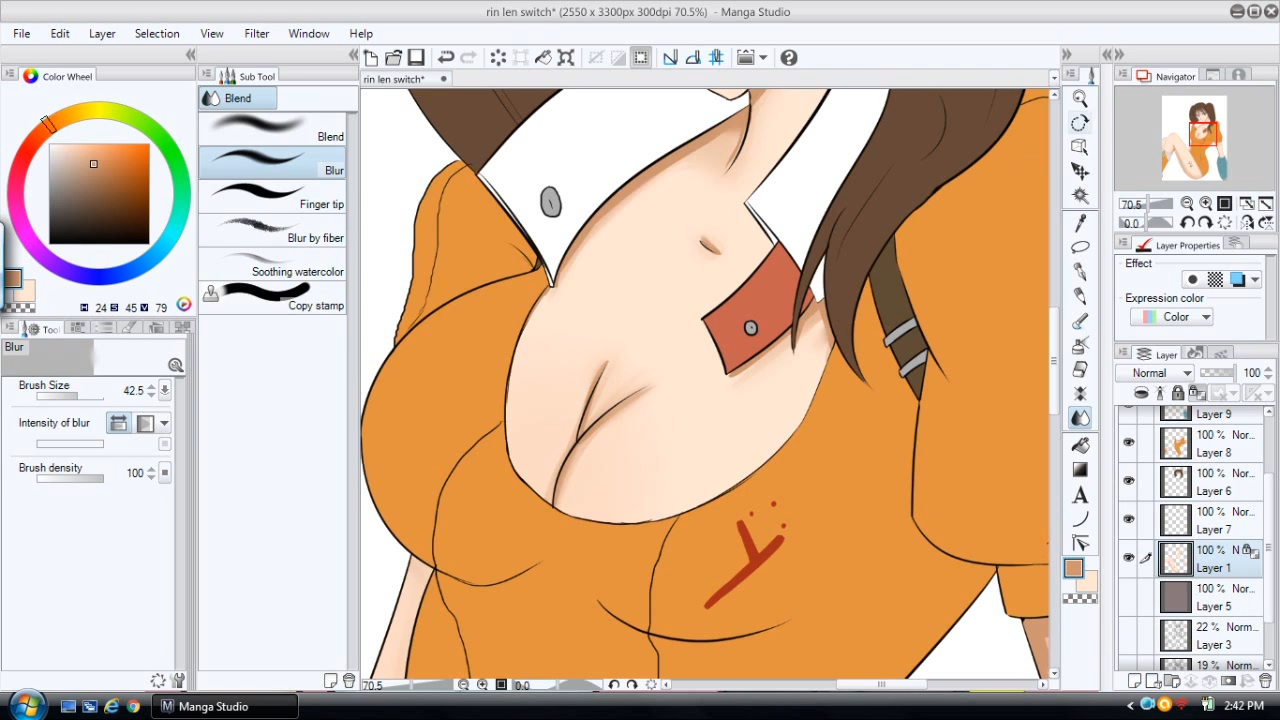 rin len switch* (2550 x 3300px 300dpi 70.5%) - Manga Studio
File Edit Layer Selection View Filter Window Help
Color Wheel
Sub Tool
rin len switch*
Navigator
Blend
Blend
Blur
Finger tip
Blur by fiber
Soothing watercolor
Copy stamp
H 24 S 45 V 79
Tool
Blur
Brush Size 42.5
Intensity of blur
Brush density 100
70.5
0.0
Layer Properties
Effect
Expression color
Color
Layer
Normal 100
Layer 9
100 % Nor...
Layer 8
100 % Nor...
Layer 6
100 % Nor...
Layer 7
100 % N
Layer 1
100 % Nor...
Layer 5
22 % Norm...
Layer 3
19 % Norm...
y
70.5 0.0
Manga Studio
2:42 PM